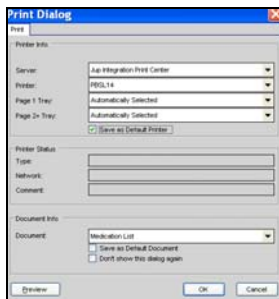 Print Dialog
Print
Printer Info
Server: Jup Integration Print Center
Printer: PBGL14
Page 1 Tray: Automatically Selected
Page 2+ Tray: Automatically Selected
Save as Default Printer
Printer Status
Type:
Network:
Comment:
Document Info
Document: Medication List
Save as Default Document
Don't show this dialog again
Preview OK Cancel